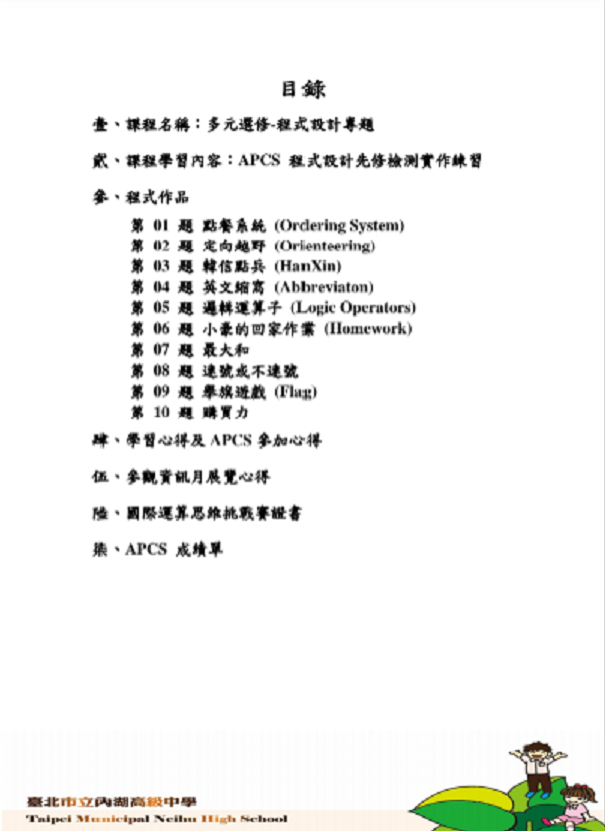 目錄
壹、課程名稱：多元選修-程式設計專題
貳、課程學習內容：APCS 程式設計先修檢測實作練習
參、程式作品
第 01 題 點餐系統 (Ordering System)
第 02 題 定向越野 (Oriienteering)
第 03 題 韓信點兵 (HanXin)
第 04 題 英文縮寫 (Abbreviaton)
第 05 題 邏輯運算子 (Logic Operators)
第 06 題 小豪的回家作業 (Homework)
第 07 題 最大和
第 08 題 連號或不連號
第 09 題 舉旗遊戲 (Flag)
第 10 題 購買力
肆、學習心得及 APCS 參加心得
伍、參觀資訊月展覽心得
陸、國際運算思維挑戰賽證書
柒、APCS 成績單
臺北市立內湖高級中學
Taipei Municipal Neihu High School